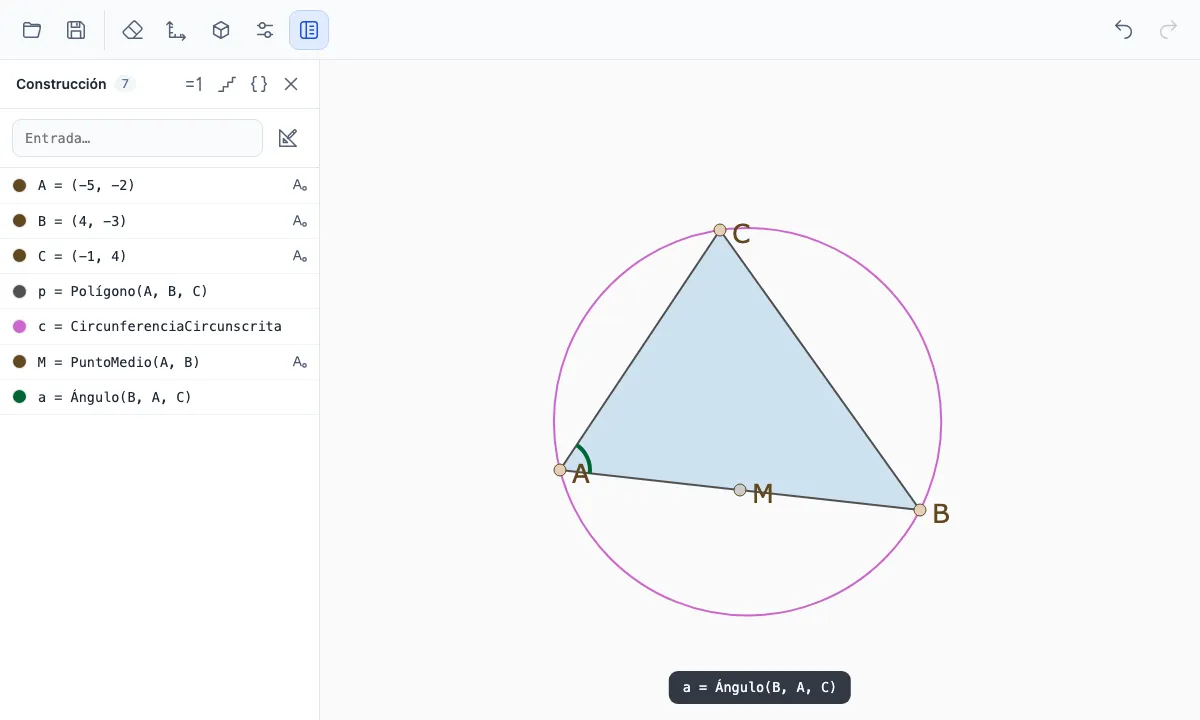 Construcción 7
=1 {}
Entrada…
A = (−5, −2) A
B = (4, −3) A
C = (−1, 4) A
p = Polígono(A, B, C)
c = CircunferenciaCircunscrita
M = PuntoMedio(A, B) A
a = Ángulo(B, A, C)
C
A
M
B
a = Ángulo(B, A, C)